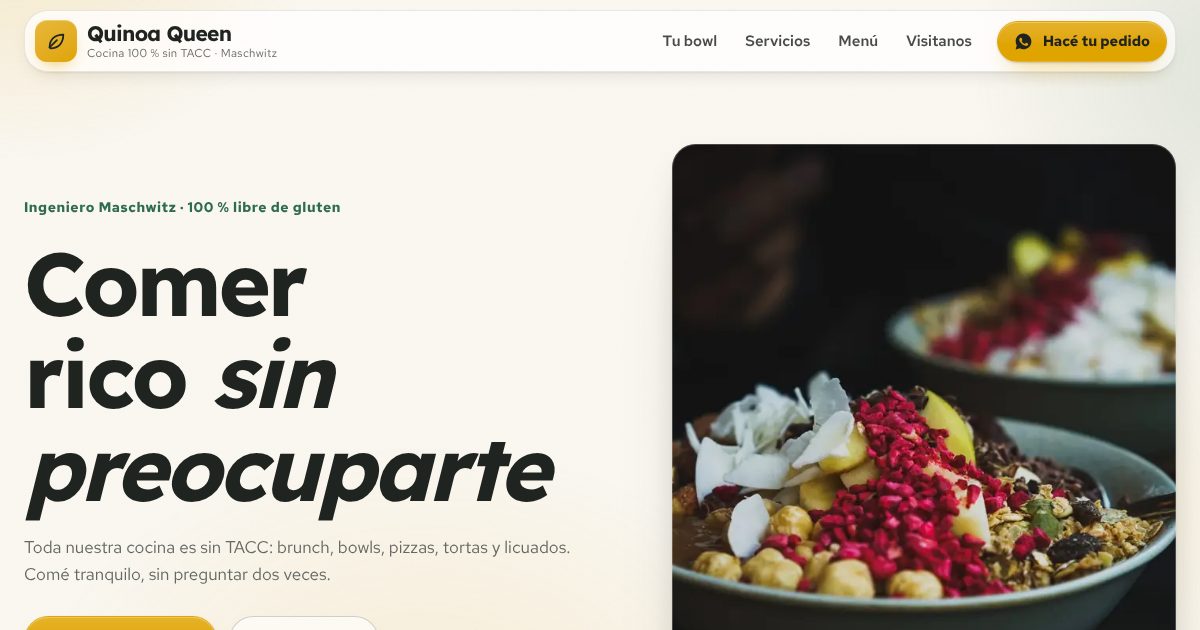 Quinoa Queen
Cocina 100 % sin TACC · Maschwitz
Tu bowl
Servicios
Menú
Visitanos
Hacé tu pedido
Ingeniero Maschwitz · 100 % libre de gluten
Comer
rico sin
preocuparte
Toda nuestra cocina es sin TACC: brunch, bowls, pizzas, tortas y licuados.
Comé tranquilo, sin preguntar dos veces.